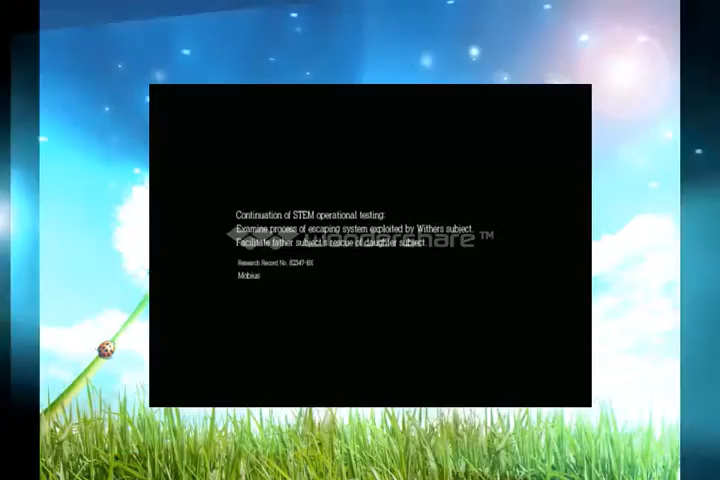 Continuation of STEM operational testing:
Examine process of escaping system exploited by Withers subject.
wondershare™
Facilitate father subject's rescue of daughter subject.
Research Record No. 82347-6X
Mobius